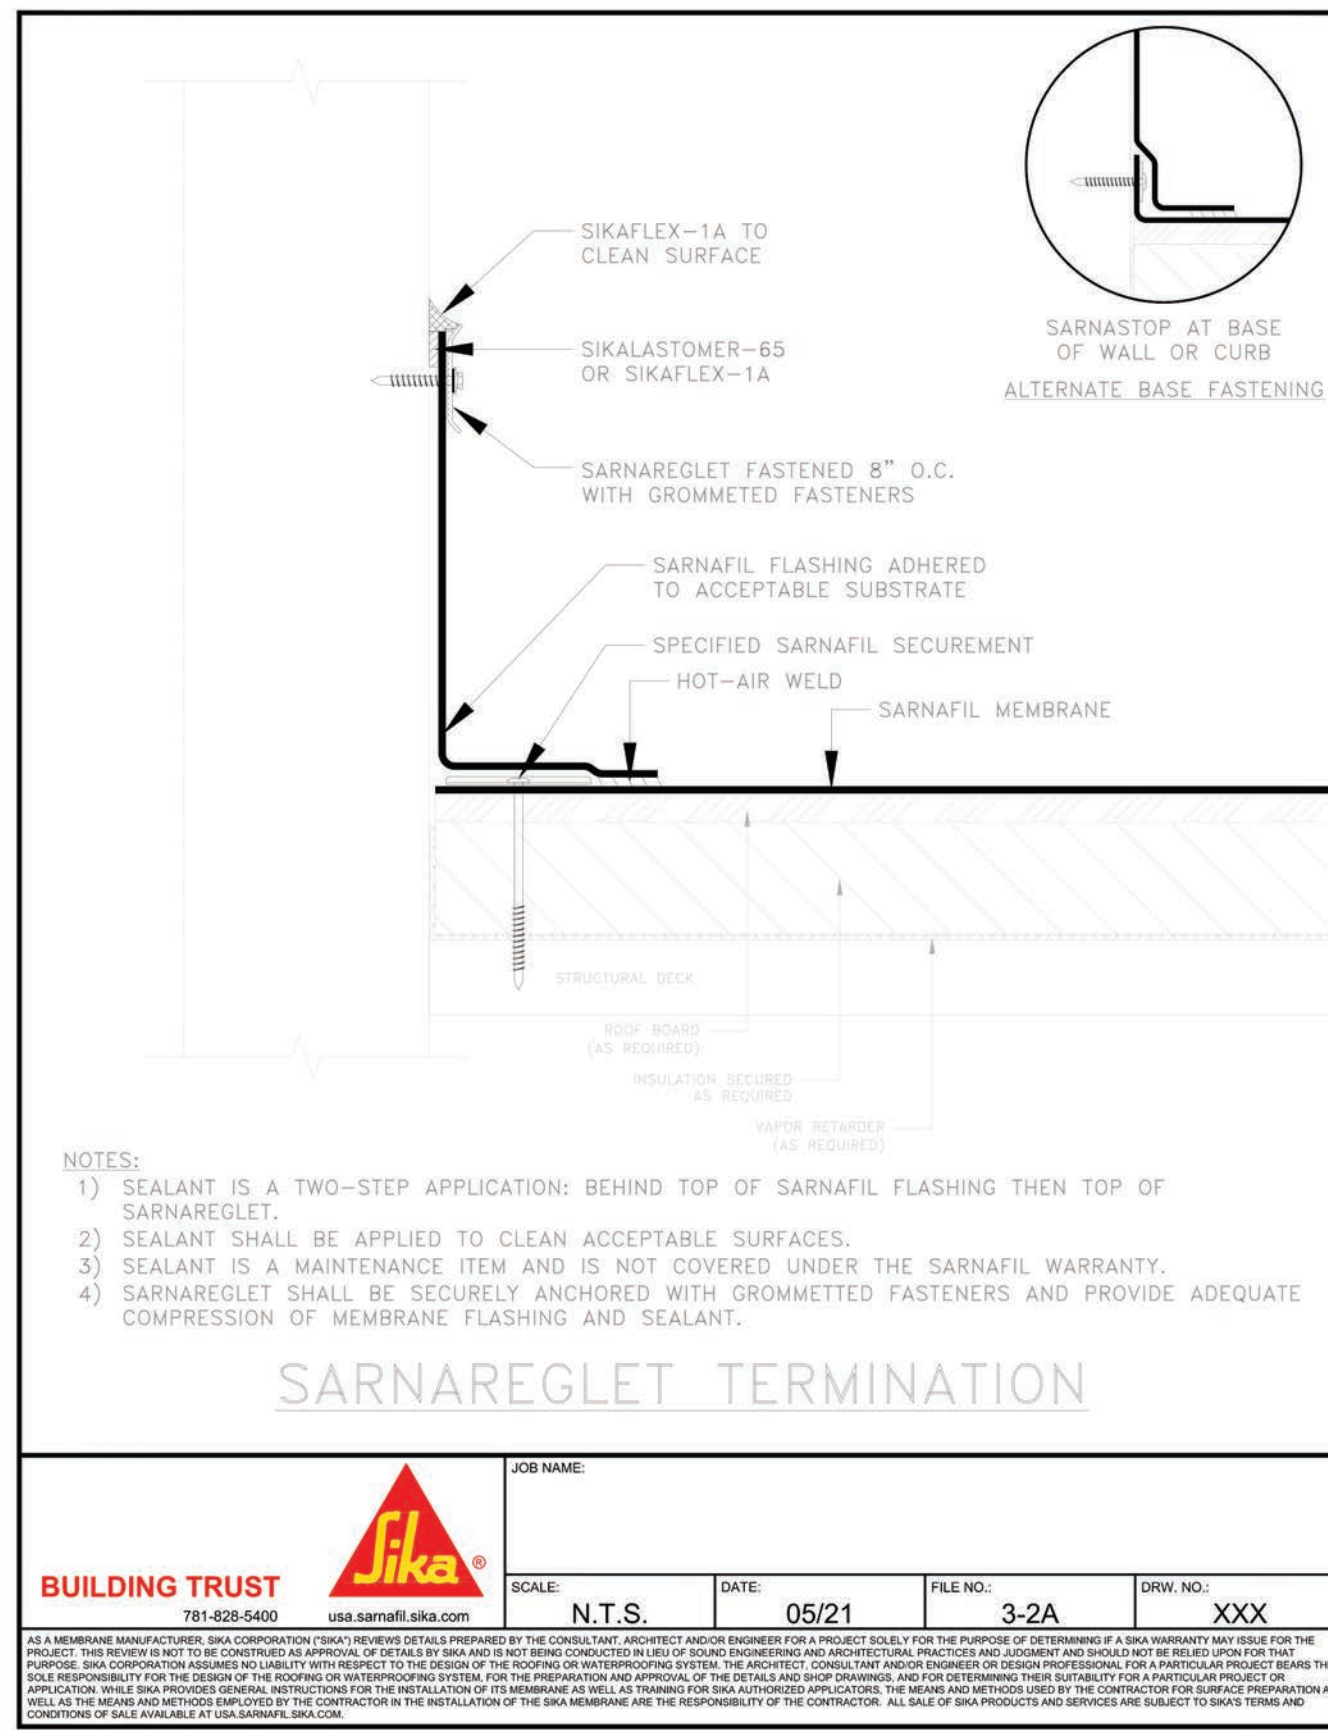 SIKAFLEX-1A TO
CLEAN SURFACE
SIKALASTOMER-65
OR SIKAFLEX-1A
SARNAREGLET FASTENED 8" O.C.
WITH GROMMETED FASTENERS
SARNAFIL FLASHING ADHERED
TO ACCEPTABLE SUBSTRATE
SPECIFIED SARNAFIL SECUREMENT
HOT-AIR WELD
SARNAFIL MEMBRANE
SARNASTOP AT BASE
OF WALL OR CURB
ALTERNATE BASE FASTENING
STRUCTURAL DECK
ROOF BOARD
(AS REQUIRED)
INSULATION SECURED
AS REQUIRED
VAPOR RETARDER
(AS REQUIRED)
NOTES:
1) SEALANT IS A TWO-STEP APPLICATION: BEHIND TOP OF SARNAFIL FLASHING THEN TOP OF
SARNAREGLET.
2) SEALANT SHALL BE APPLIED TO CLEAN ACCEPTABLE SURFACES.
3) SEALANT IS A MAINTENANCE ITEM AND IS NOT COVERED UNDER THE SARNAFIL WARRANTY.
4) SARNAREGLET SHALL BE SECURELY ANCHORED WITH GROMMETTED FASTENERS AND PROVIDE ADEQUATE
COMPRESSION OF MEMBRANE FLASHING AND SEALANT.
SARNAREGLET TERMINATION
Sika®
BUILDING TRUST
781-828-5400
usa.sarnafil.sika.com
JOB NAME:
SCALE:
N.T.S.
DATE:
05/21
FILE NO.:
3-2A
DRW. NO.:
XXX
AS A MEMBRANE MANUFACTURER, SIKA CORPORATION ("SIKA") REVIEWS DETAILS PREPARED BY THE CONSULTANT, ARCHITECT AND/OR ENGINEER FOR A PROJECT SOLELY FOR THE PURPOSE OF DETERMINING IF A SIKA WARRANTY MAY ISSUE FOR THE
PROJECT. THIS REVIEW IS NOT TO BE CONSTRUED AS APPROVAL OF DETAILS BY SIKA AND IS NOT BEING CONDUCTED IN LIEU OF SOUND ENGINEERING AND ARCHITECTURAL PRACTICES AND JUDGMENT AND SHOULD NOT BE RELIED UPON FOR THAT
PURPOSE. SIKA CORPORATION ASSUMES NO LIABILITY WITH RESPECT TO THE DESIGN OF THE ROOFING OR WATERPROOFING SYSTEM. THE ARCHITECT, CONSULTANT AND/OR ENGINEER OR DESIGN PROFESSIONAL FOR A PARTICULAR PROJECT BEARS
SOLE RESPONSIBILITY FOR THE DESIGN OF THE ROOFING OR WATERPROOFING SYSTEM, FOR THE PREPARATION AND APPROVAL OF THE DETAILS AND SHOP DRAWINGS, AND FOR DETERMINING THEIR SUITABILITY FOR A PARTICULAR PROJECT OR
APPLICATION. WHILE SIKA PROVIDES GENERAL INSTRUCTIONS FOR THE INSTALLATION OF ITS MEMBRANE AS WELL AS TRAINING FOR SIKA AUTHORIZED APPLICATORS, THE MEANS AND METHODS USED BY THE CONTRACTOR FOR SURFACE PREPARATION
WELL AS THE MEANS AND METHODS EMPLOYED BY THE CONTRACTOR IN THE INSTALLATION OF THE SIKA MEMBRANE ARE THE RESPONSIBILITY OF THE CONTRACTOR. ALL SALE OF SIKA PRODUCTS AND SERVICES ARE SUBJECT TO SIKA'S TERMS AND
CONDITIONS OF SALE AVAILABLE AT USA.SARNAFIL.SIKA.COM.